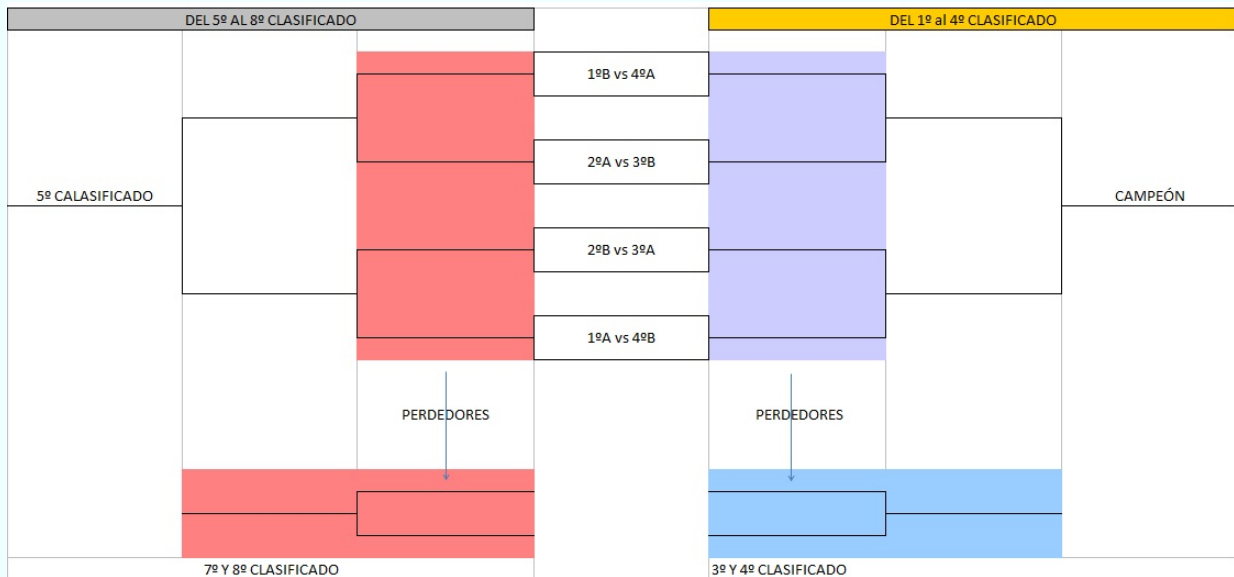 DEL 5º AL 8º CLASIFICADO
DEL 1º al 4º CLASIFICADO
1ºB vs 4ºA
2ºA vs 3ºB
5º CALASIFICADO
CAMPEÓN
2ºB vs 3ºA
1ºA vs 4ºB
PERDEDORES
PERDEDORES
7º Y 8º CLASIFICADO
3º Y 4º CLASIFICADO